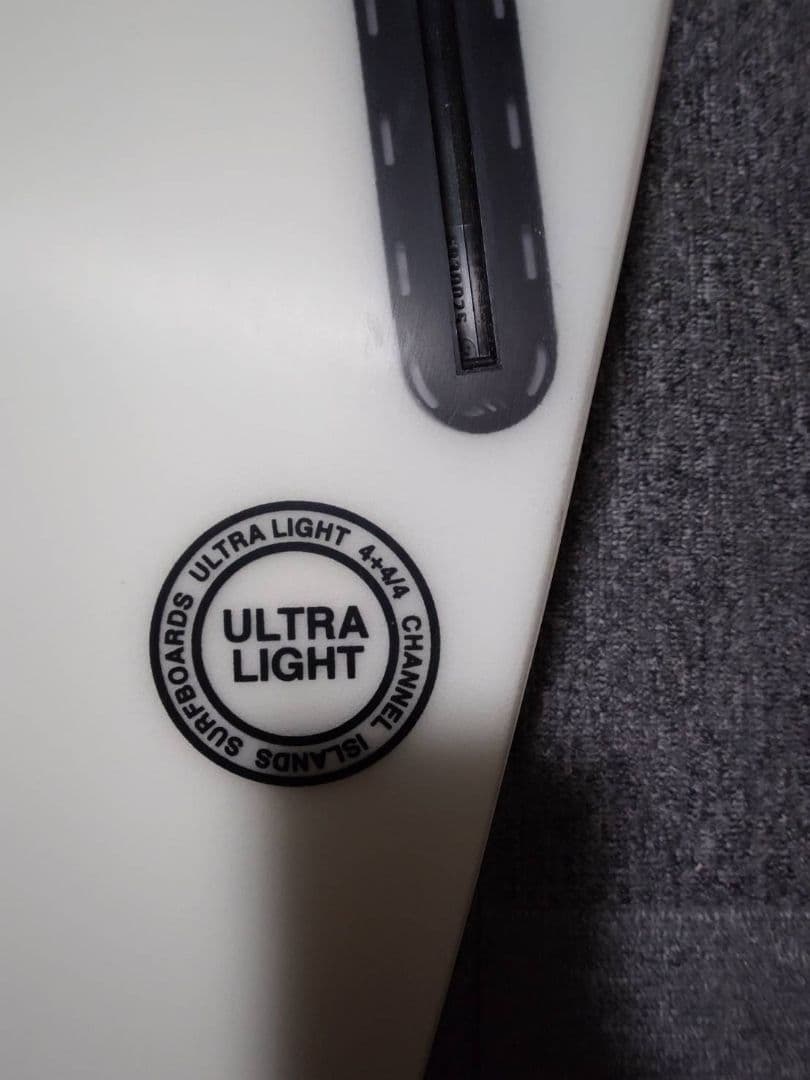 ULTRA LIGHT 4+4/4 CHANNEL ISLANDS SURFBOARDS
ULTRA
LIGHT